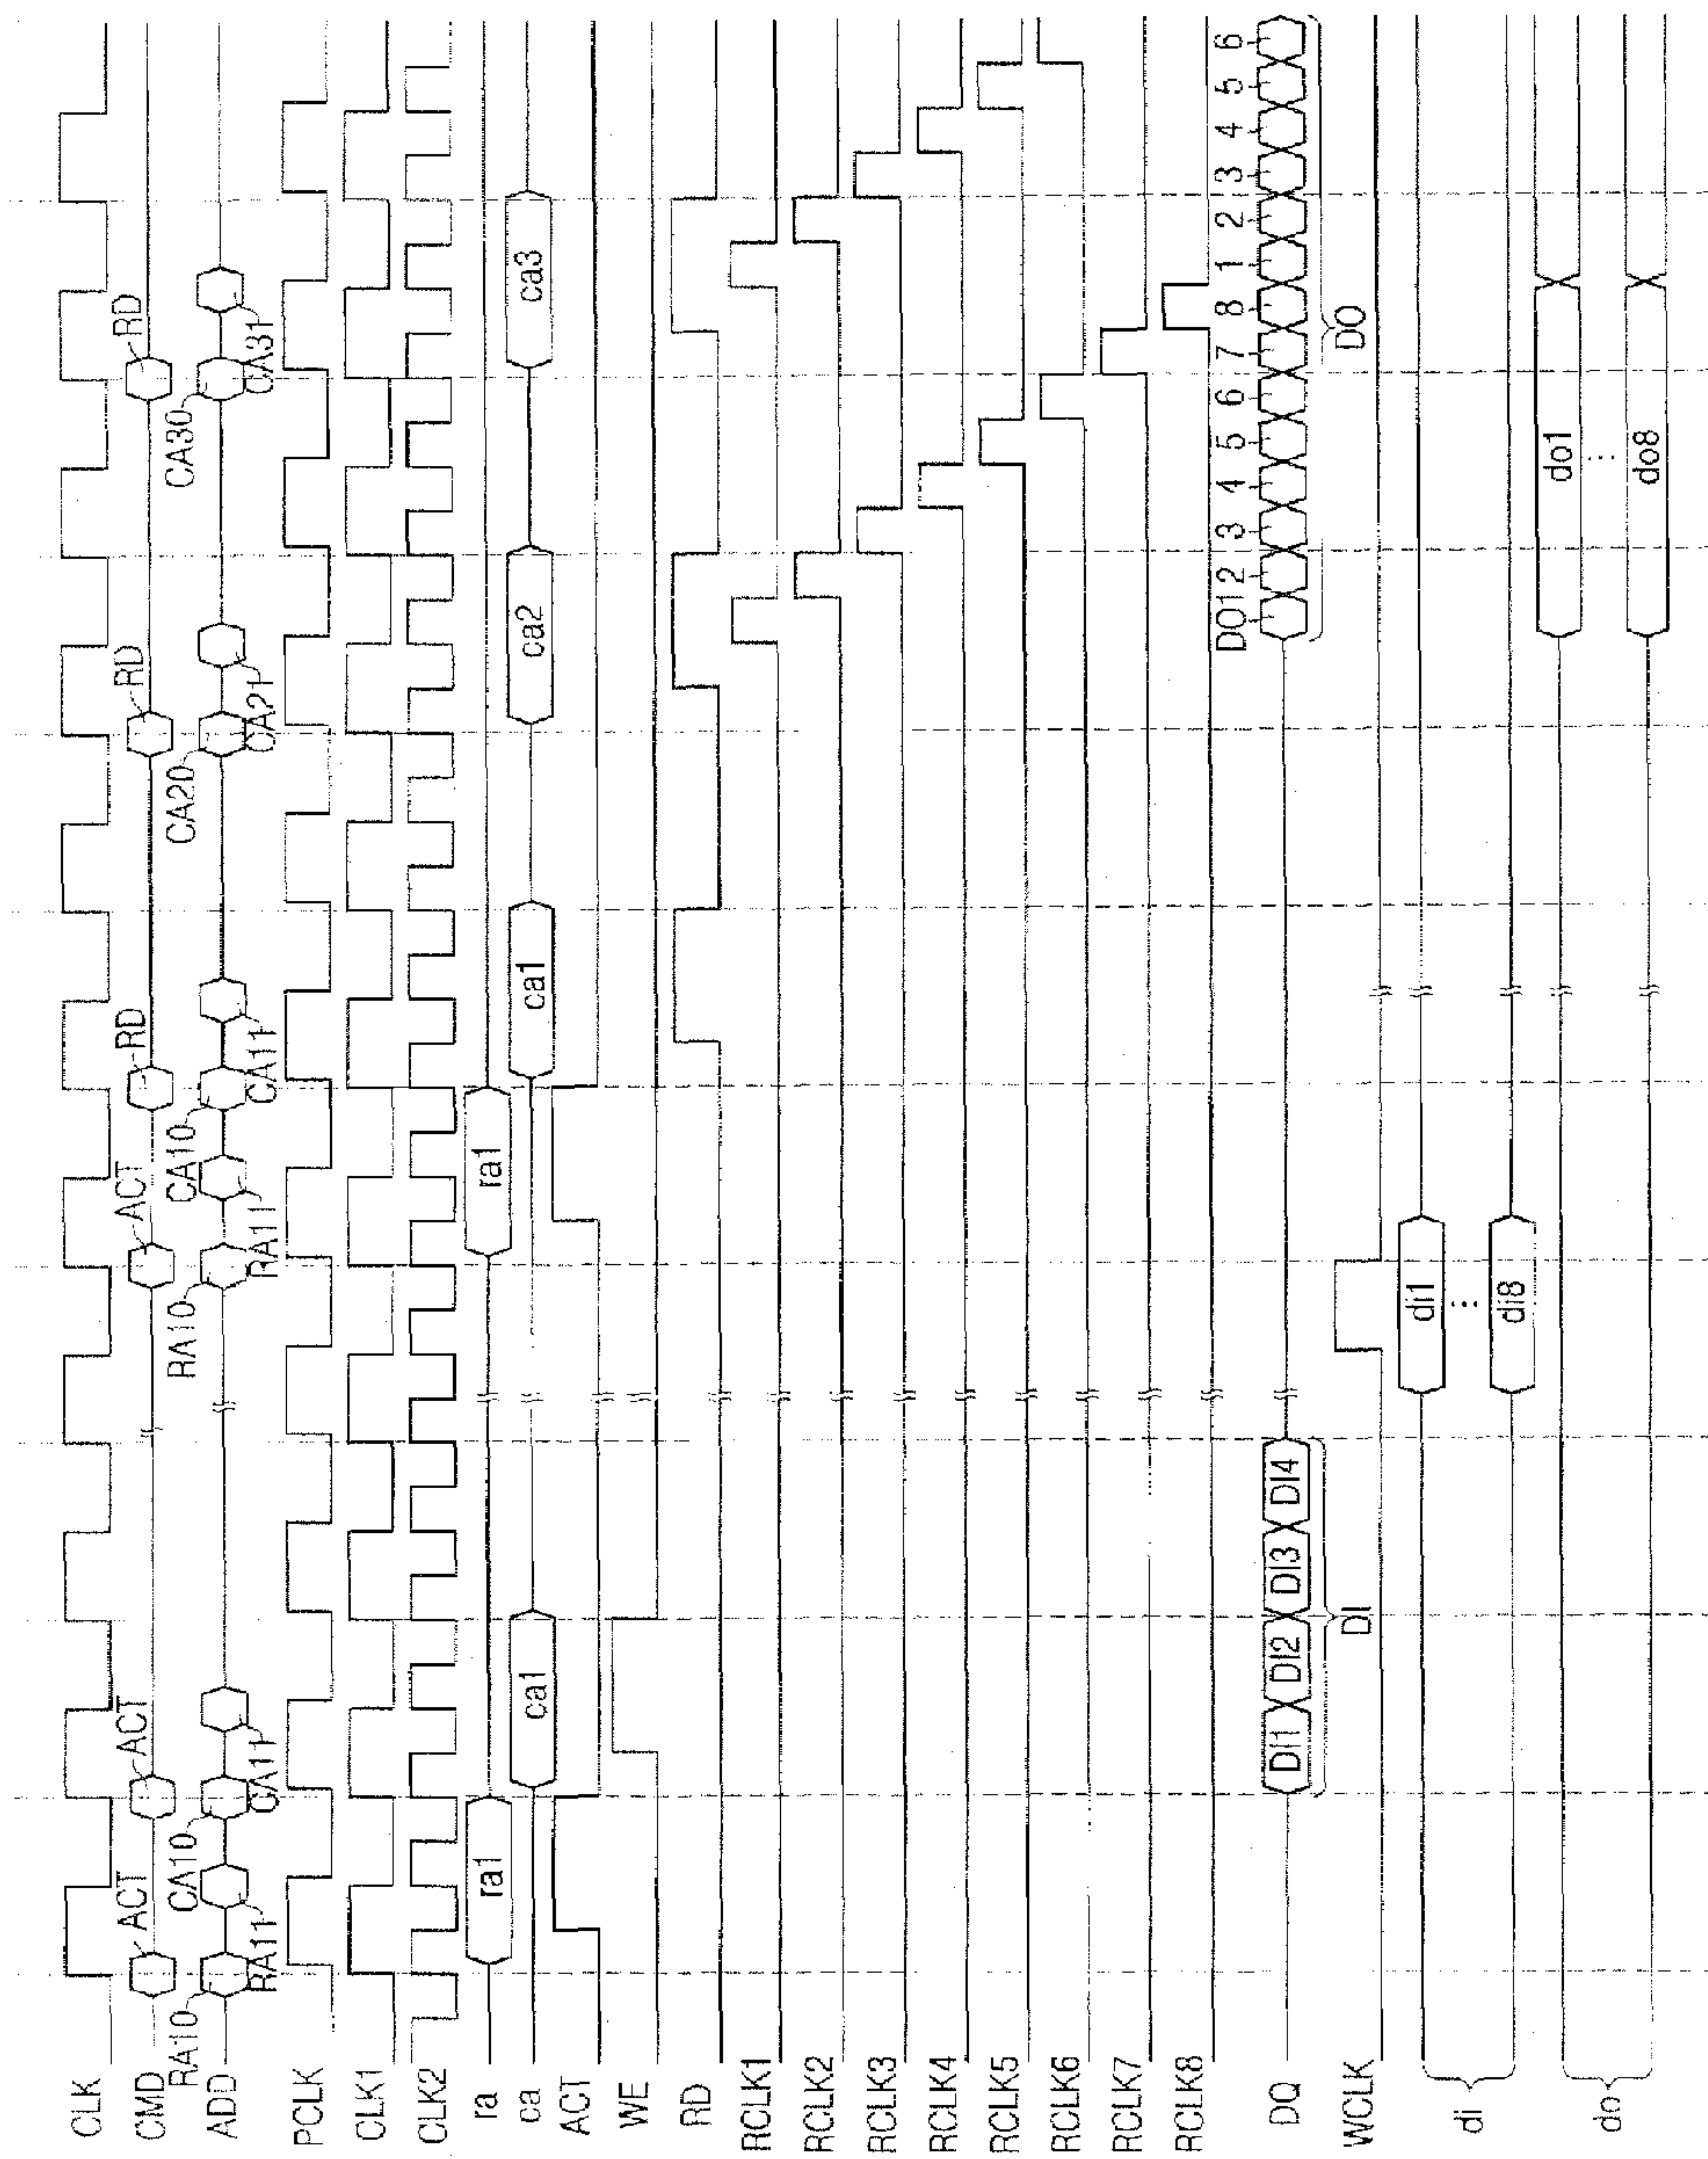 CLK
CMD
ACT ACT ACT RD RD RD
ADD
RA10 CA10 RA10 CA10 CA20 CA30
RA11 CA11 RA11 CA11 CA21 CA31
PCLK
CLK1
CLK2
ra
ra1 ra1
ca
ca1 ca1 ca2 ca3
ACT
WE
RD
RCLK1
RCLK2
RCLK3
RCLK4
RCLK5
RCLK6
RCLK7
RCLK8
DO1 2 3 4 5 6 7 8 1 2 3 4 5 6
DQ
DI1 DI2 DI3 DI4
DI DO
WCLK
di
di1
⋮
di8
do
do1
⋮
do8